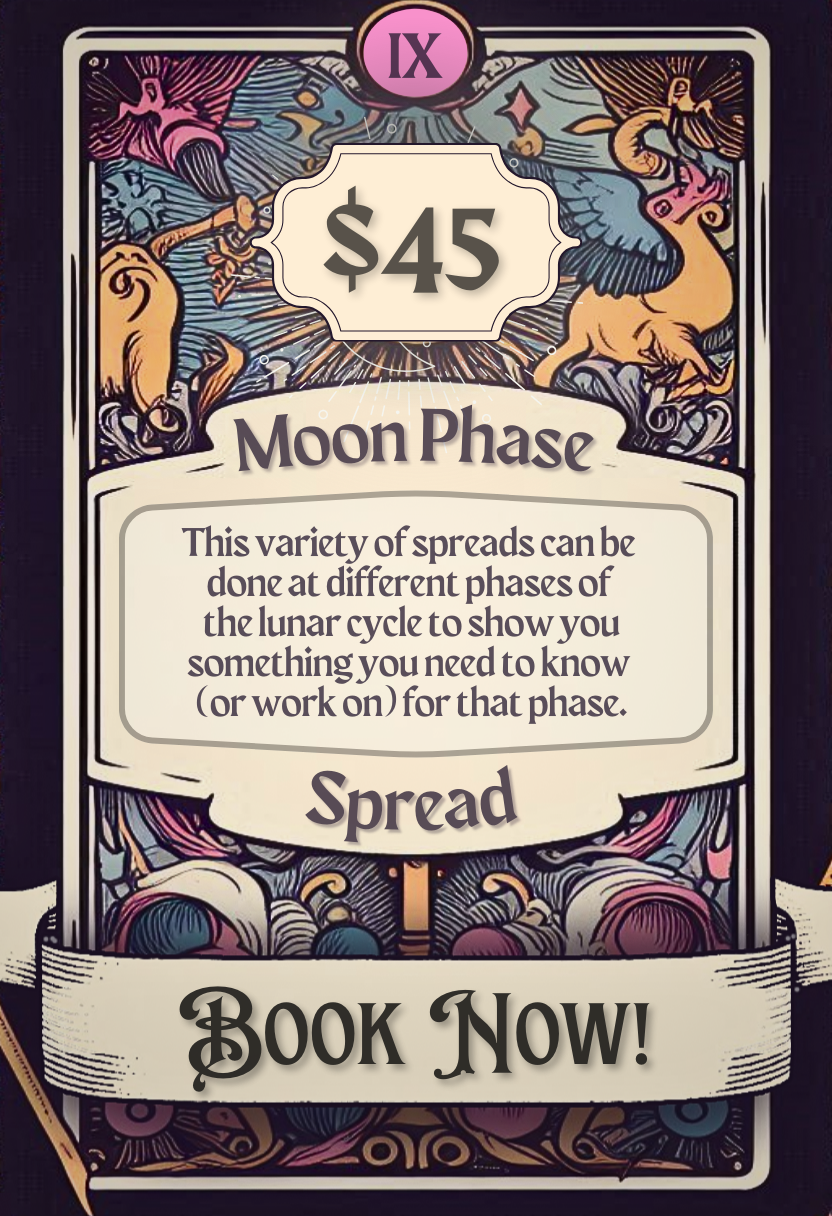 IX
$45
Moon Phase
This variety of spreads can be
done at different phases of
the lunar cycle to show you
something you need to know
(or work on) for that phase.
Spread
Book Now!